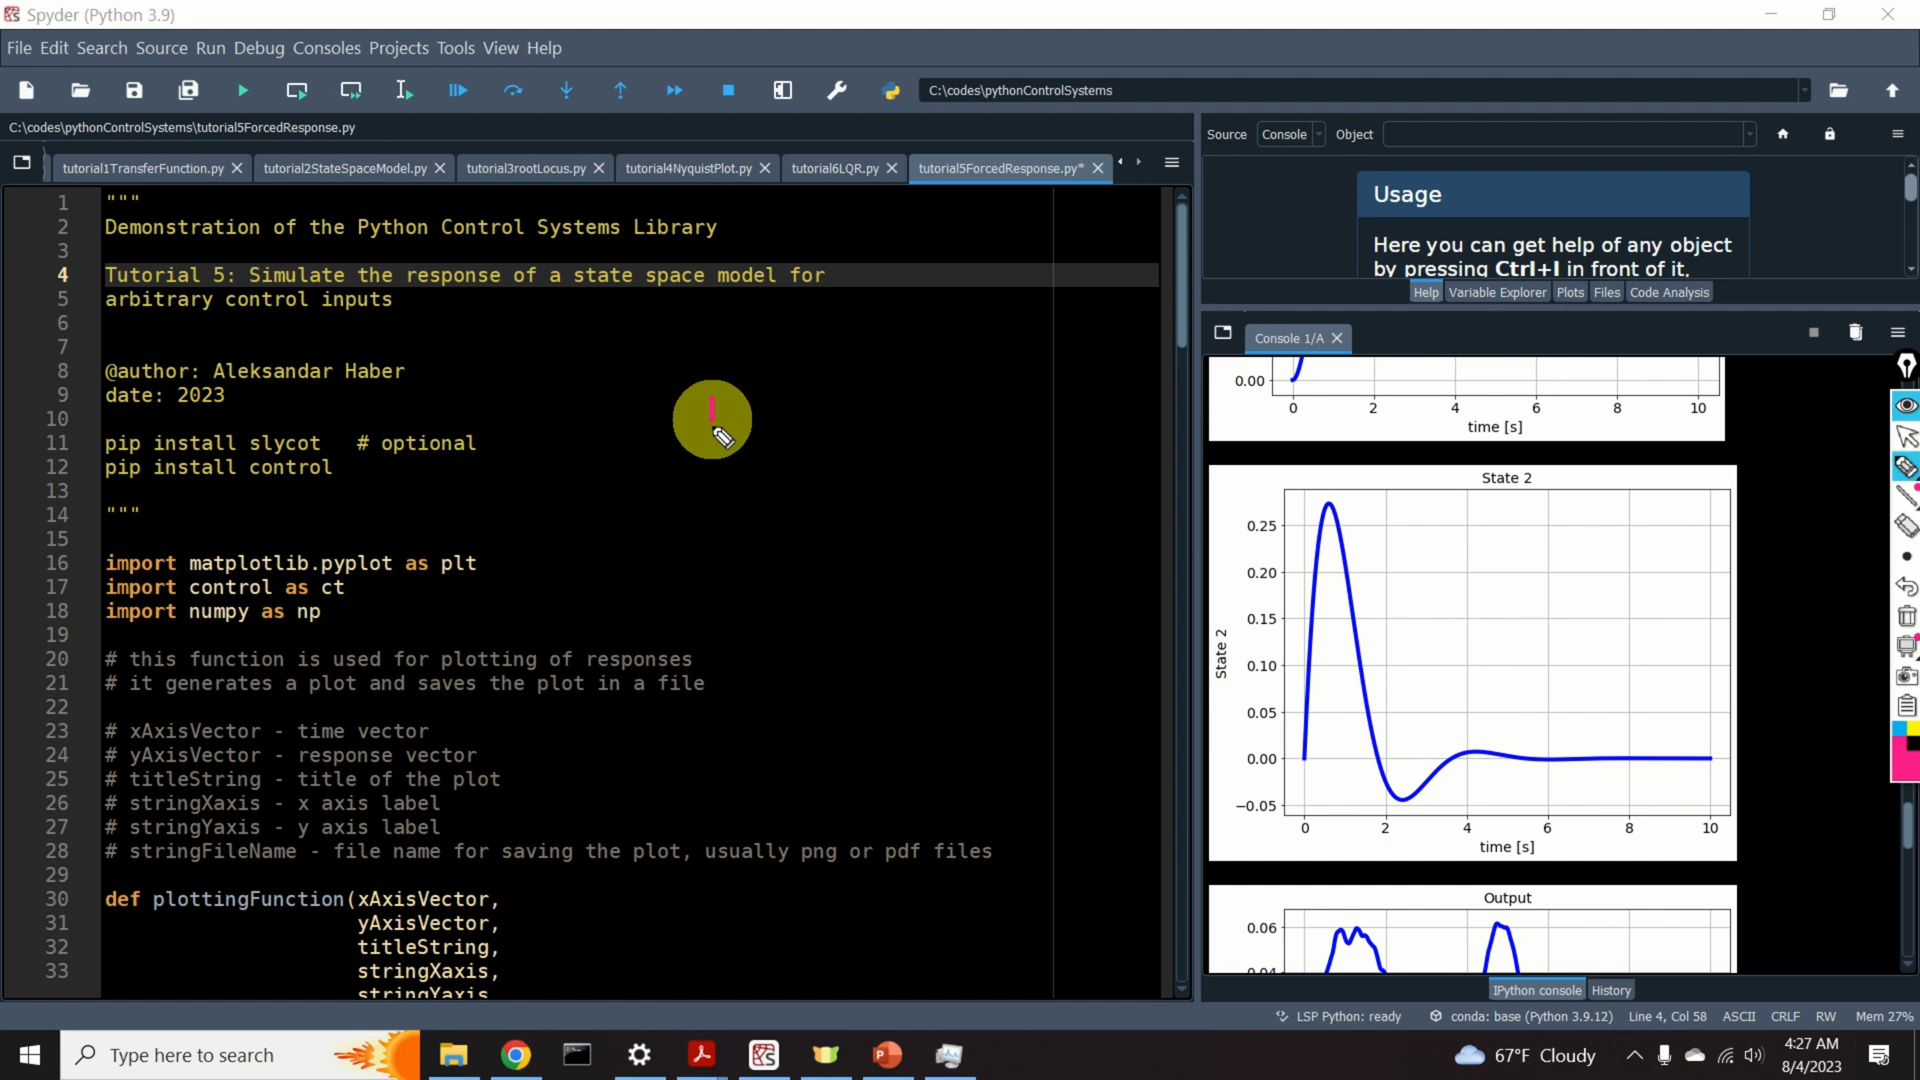 Spyder (Python 3.9)
File Edit Search Source Run Debug Consoles Projects Tools View Help
C:\codes\pythonControlSystems
C:\codes\pythonControlSystems\tutorial5ForcedResponse.py
tutorial1TransferFunction.py tutorial2StateSpaceModel.py tutorial3rootLocus.py tutorial4NyquistPlot.py tutorial6LQR.py tutorial5ForcedResponse.py*
1 """
2 Demonstration of the Python Control Systems Library
3
4 Tutorial 5: Simulate the response of a state space model for
5 arbitrary control inputs
6
7
8 @author: Aleksandar Haber
9 date: 2023
10
11 pip install slycot # optional
12 pip install control
13
14 """
15
16 import matplotlib.pyplot as plt
17 import control as ct
18 import numpy as np
19
20 # this function is used for plotting of responses
21 # it generates a plot and saves the plot in a file
22
23 # xAxisVector - time vector
24 # yAxisVector - response vector
25 # titleString - title of the plot
26 # stringXaxis - x axis label
27 # stringYaxis - y axis label
28 # stringFileName - file name for saving the plot, usually png or pdf files
29
30 def plottingFunction(xAxisVector,
31 yAxisVector,
32 titleString,
33 stringXaxis,
stringYaxis
Source Console Object
Usage
Here you can get help of any object
by pressing Ctrl+I in front of it,
Help Variable Explorer Plots Files Code Analysis
Console 1/A
0.00
0 2 4 6 8 10
time [s]
State 2
0.25
0.20
0.15
0.10
0.05
0.00
−0.05
State 2
0 2 4 6 8 10
time [s]
Output
0.06
0.04
IPython console History
LSP Python: ready conda: base (Python 3.9.12) Line 4, Col 58 ASCII CRLF RW Mem 27%
Type here to search
67°F Cloudy
4:27 AM
8/4/2023